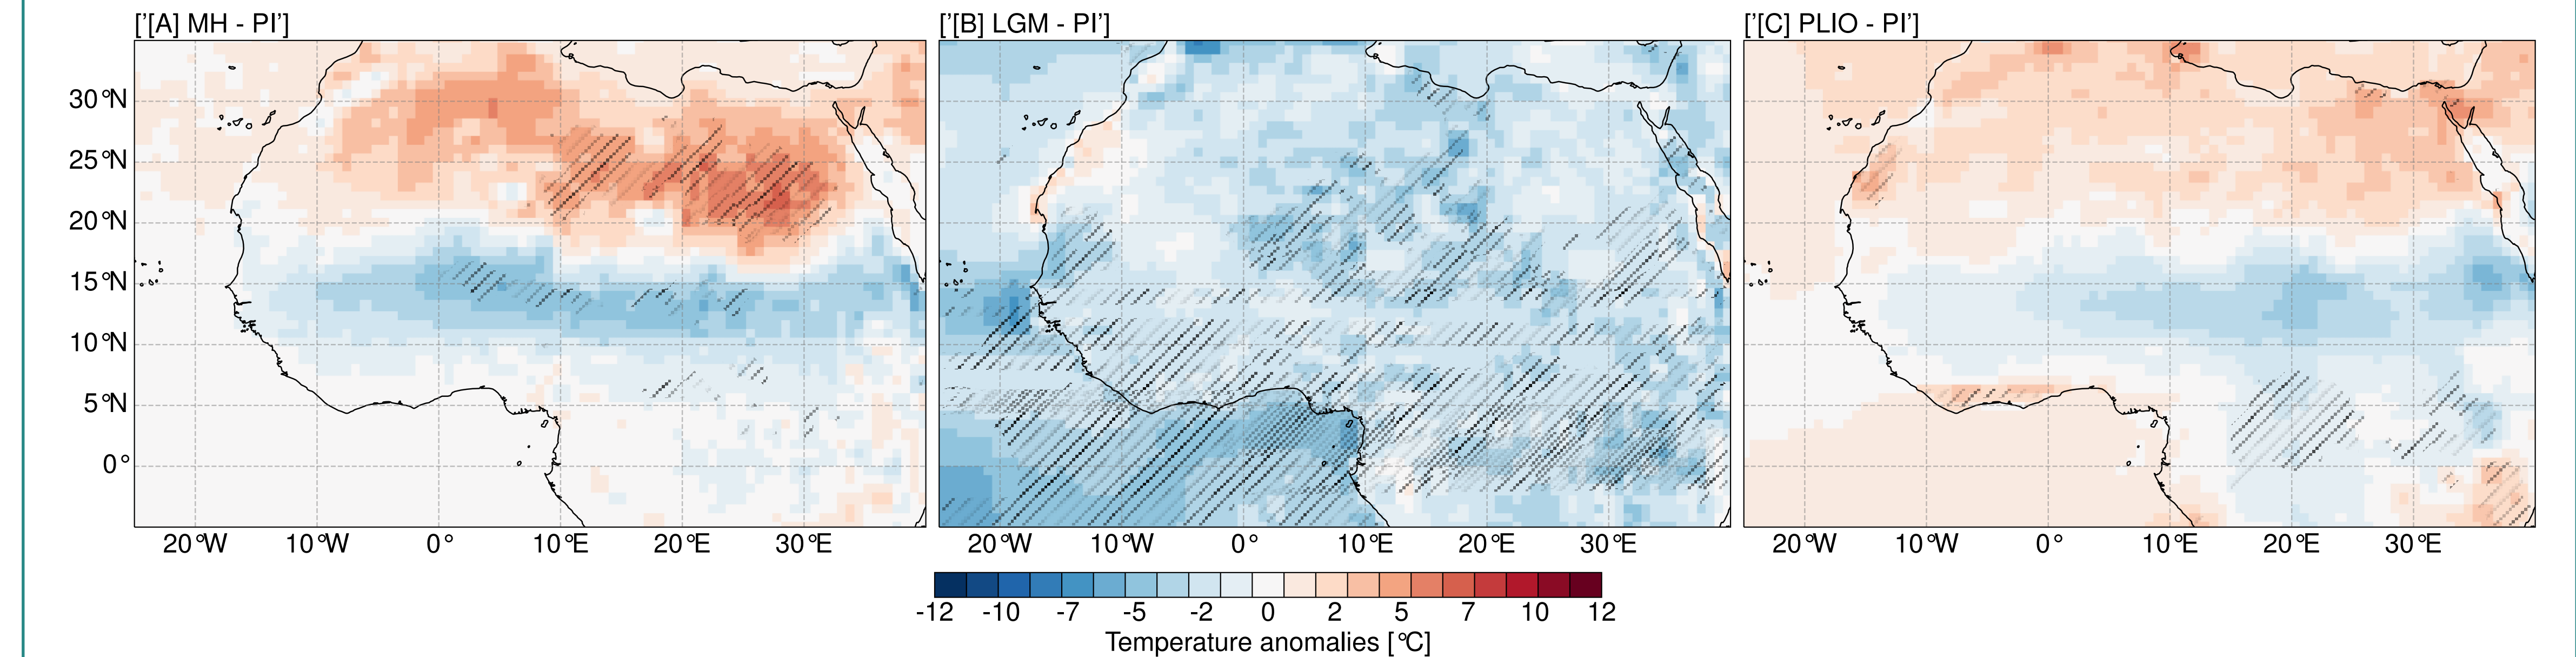 ['[A] MH - PI'] ['[B] LGM - PI'] ['[C] PLIO - PI']
30°N
25°N
20°N
15°N
10°N
5°N
0°
20°W 10°W 0° 10°E 20°E 30°E 20°W 10°W 0° 10°E 20°E 30°E 20°W 10°W 0° 10°E 20°E 30°E
-12 -10 -7 -5 -2 0 2 5 7 10 12
Temperature anomalies [°C]